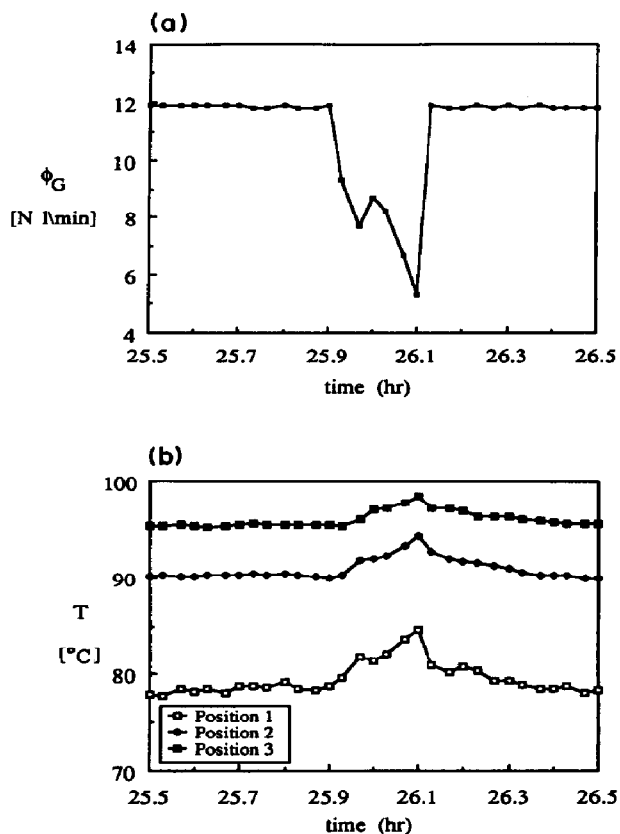 (a)
14
12
10
8
6
4
ϕG
[N l\min]
25.5 25.7 25.9 26.1 26.3 26.5
time (hr)
(b)
100
90
80
70
T
[°C]
Position 1
Position 2
Position 3
25.5 25.7 25.9 26.1 26.3 26.5
time (hr)